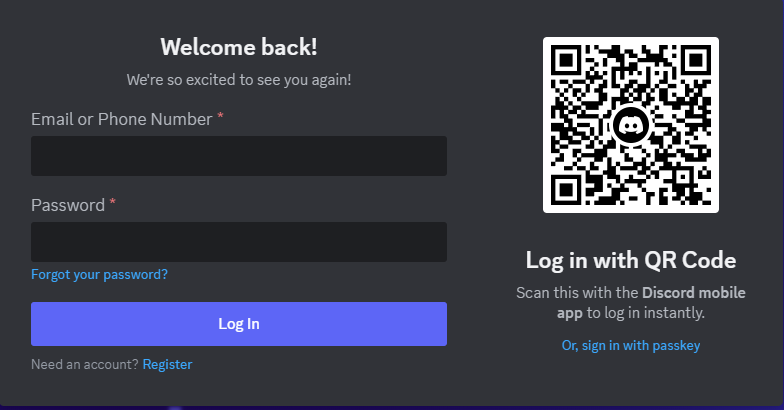 Welcome back!
We're so excited to see you again!
Email or Phone Number *
Password *
Forgot your password?
Log In
Need an account? Register
Log in with QR Code
Scan this with the Discord mobile
app to log in instantly.
Or, sign in with passkey